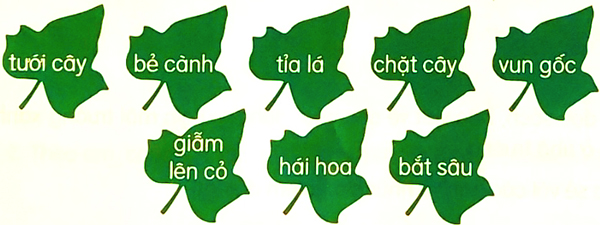 tưới cây
bẻ cành
tỉa lá
chặt cây
vun gốc
giẫm
lên cỏ
hái hoa
bắt sâu